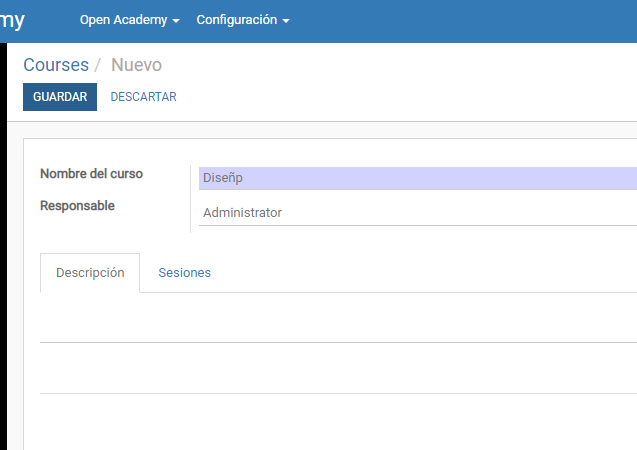 my Open Academy Configuración
Courses / Nuevo
GUARDAR DESCARTAR
Nombre del curso Diseñp
Responsable Administrator
Descripción Sesiones